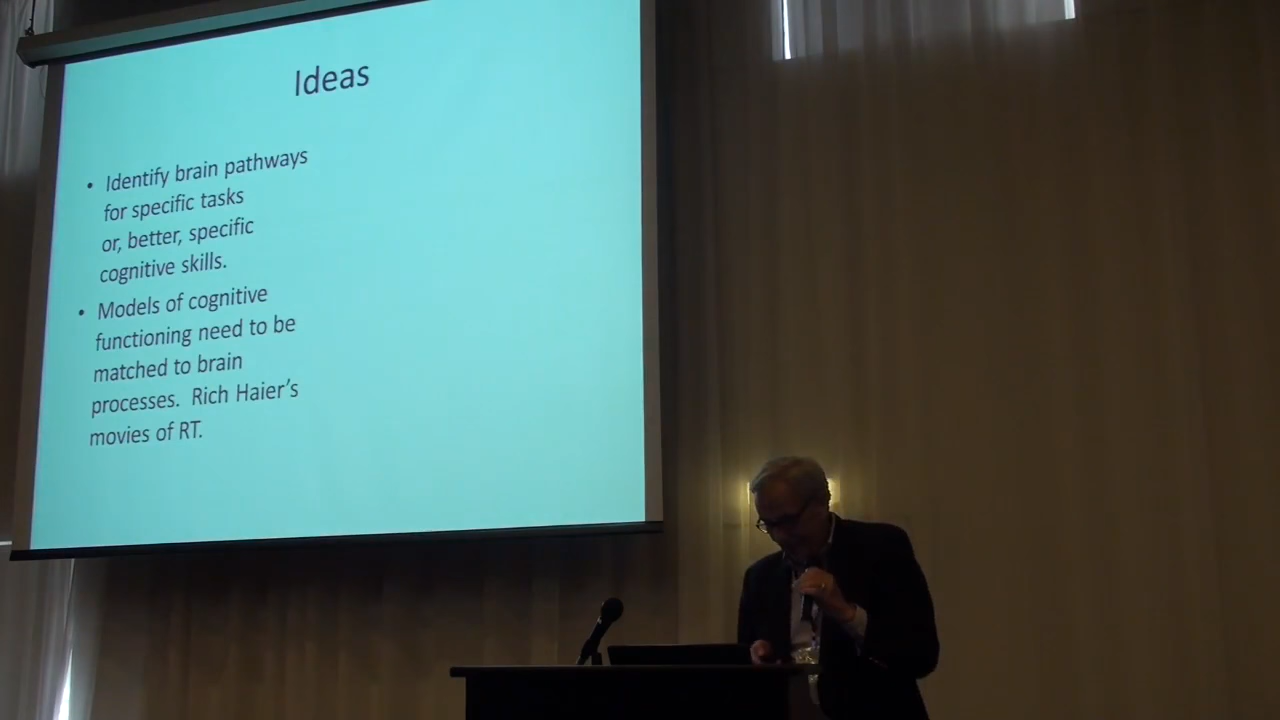 Ideas
• Identify brain pathways
for specific tasks
or, better, specific
cognitive skills.
• Models of cognitive
functioning need to be
matched to brain
processes. Rich Haier's
movies of RT.